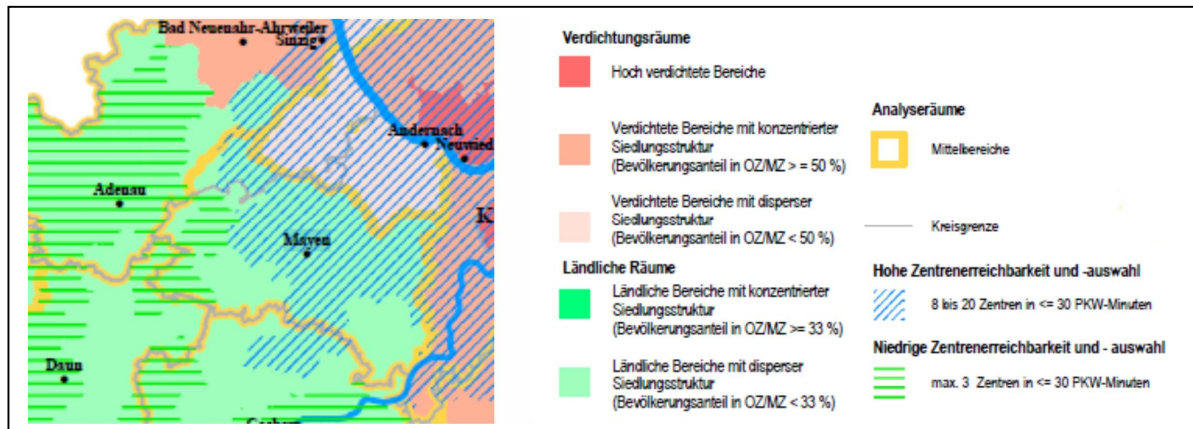 Bad Neuenahr-Ahrweiler
Sinzig
Andernach
Neuwied
Adenau
K
Mayen
Daun
Verdichtungsräume
Hoch verdichtete Bereiche
Verdichtete Bereiche mit konzentrierter
Siedlungsstruktur
(Bevölkerungsanteil in OZ/MZ > = 50 %)
Verdichtete Bereiche mit disperser
Siedlungsstruktur
(Bevölkerungsanteil in OZ/MZ < 50 %)
Ländliche Räume
Ländliche Bereiche mit konzentrierter
Siedlungsstruktur
(Bevölkerungsanteil in OZ/MZ >= 33 %)
Ländliche Bereiche mit disperser
Siedlungsstruktur
(Bevölkerungsanteil in OZ/MZ < 33 %)
Analyseräume
Mittelbereiche
Kreisgrenze
Hohe Zentrenerreichbarkeit und -auswahl
8 bis 20 Zentren in <= 30 PKW-Minuten
Niedrige Zentrenerreichbarkeit und - auswahl
max. 3 Zentren in <= 30 PKW-Minuten